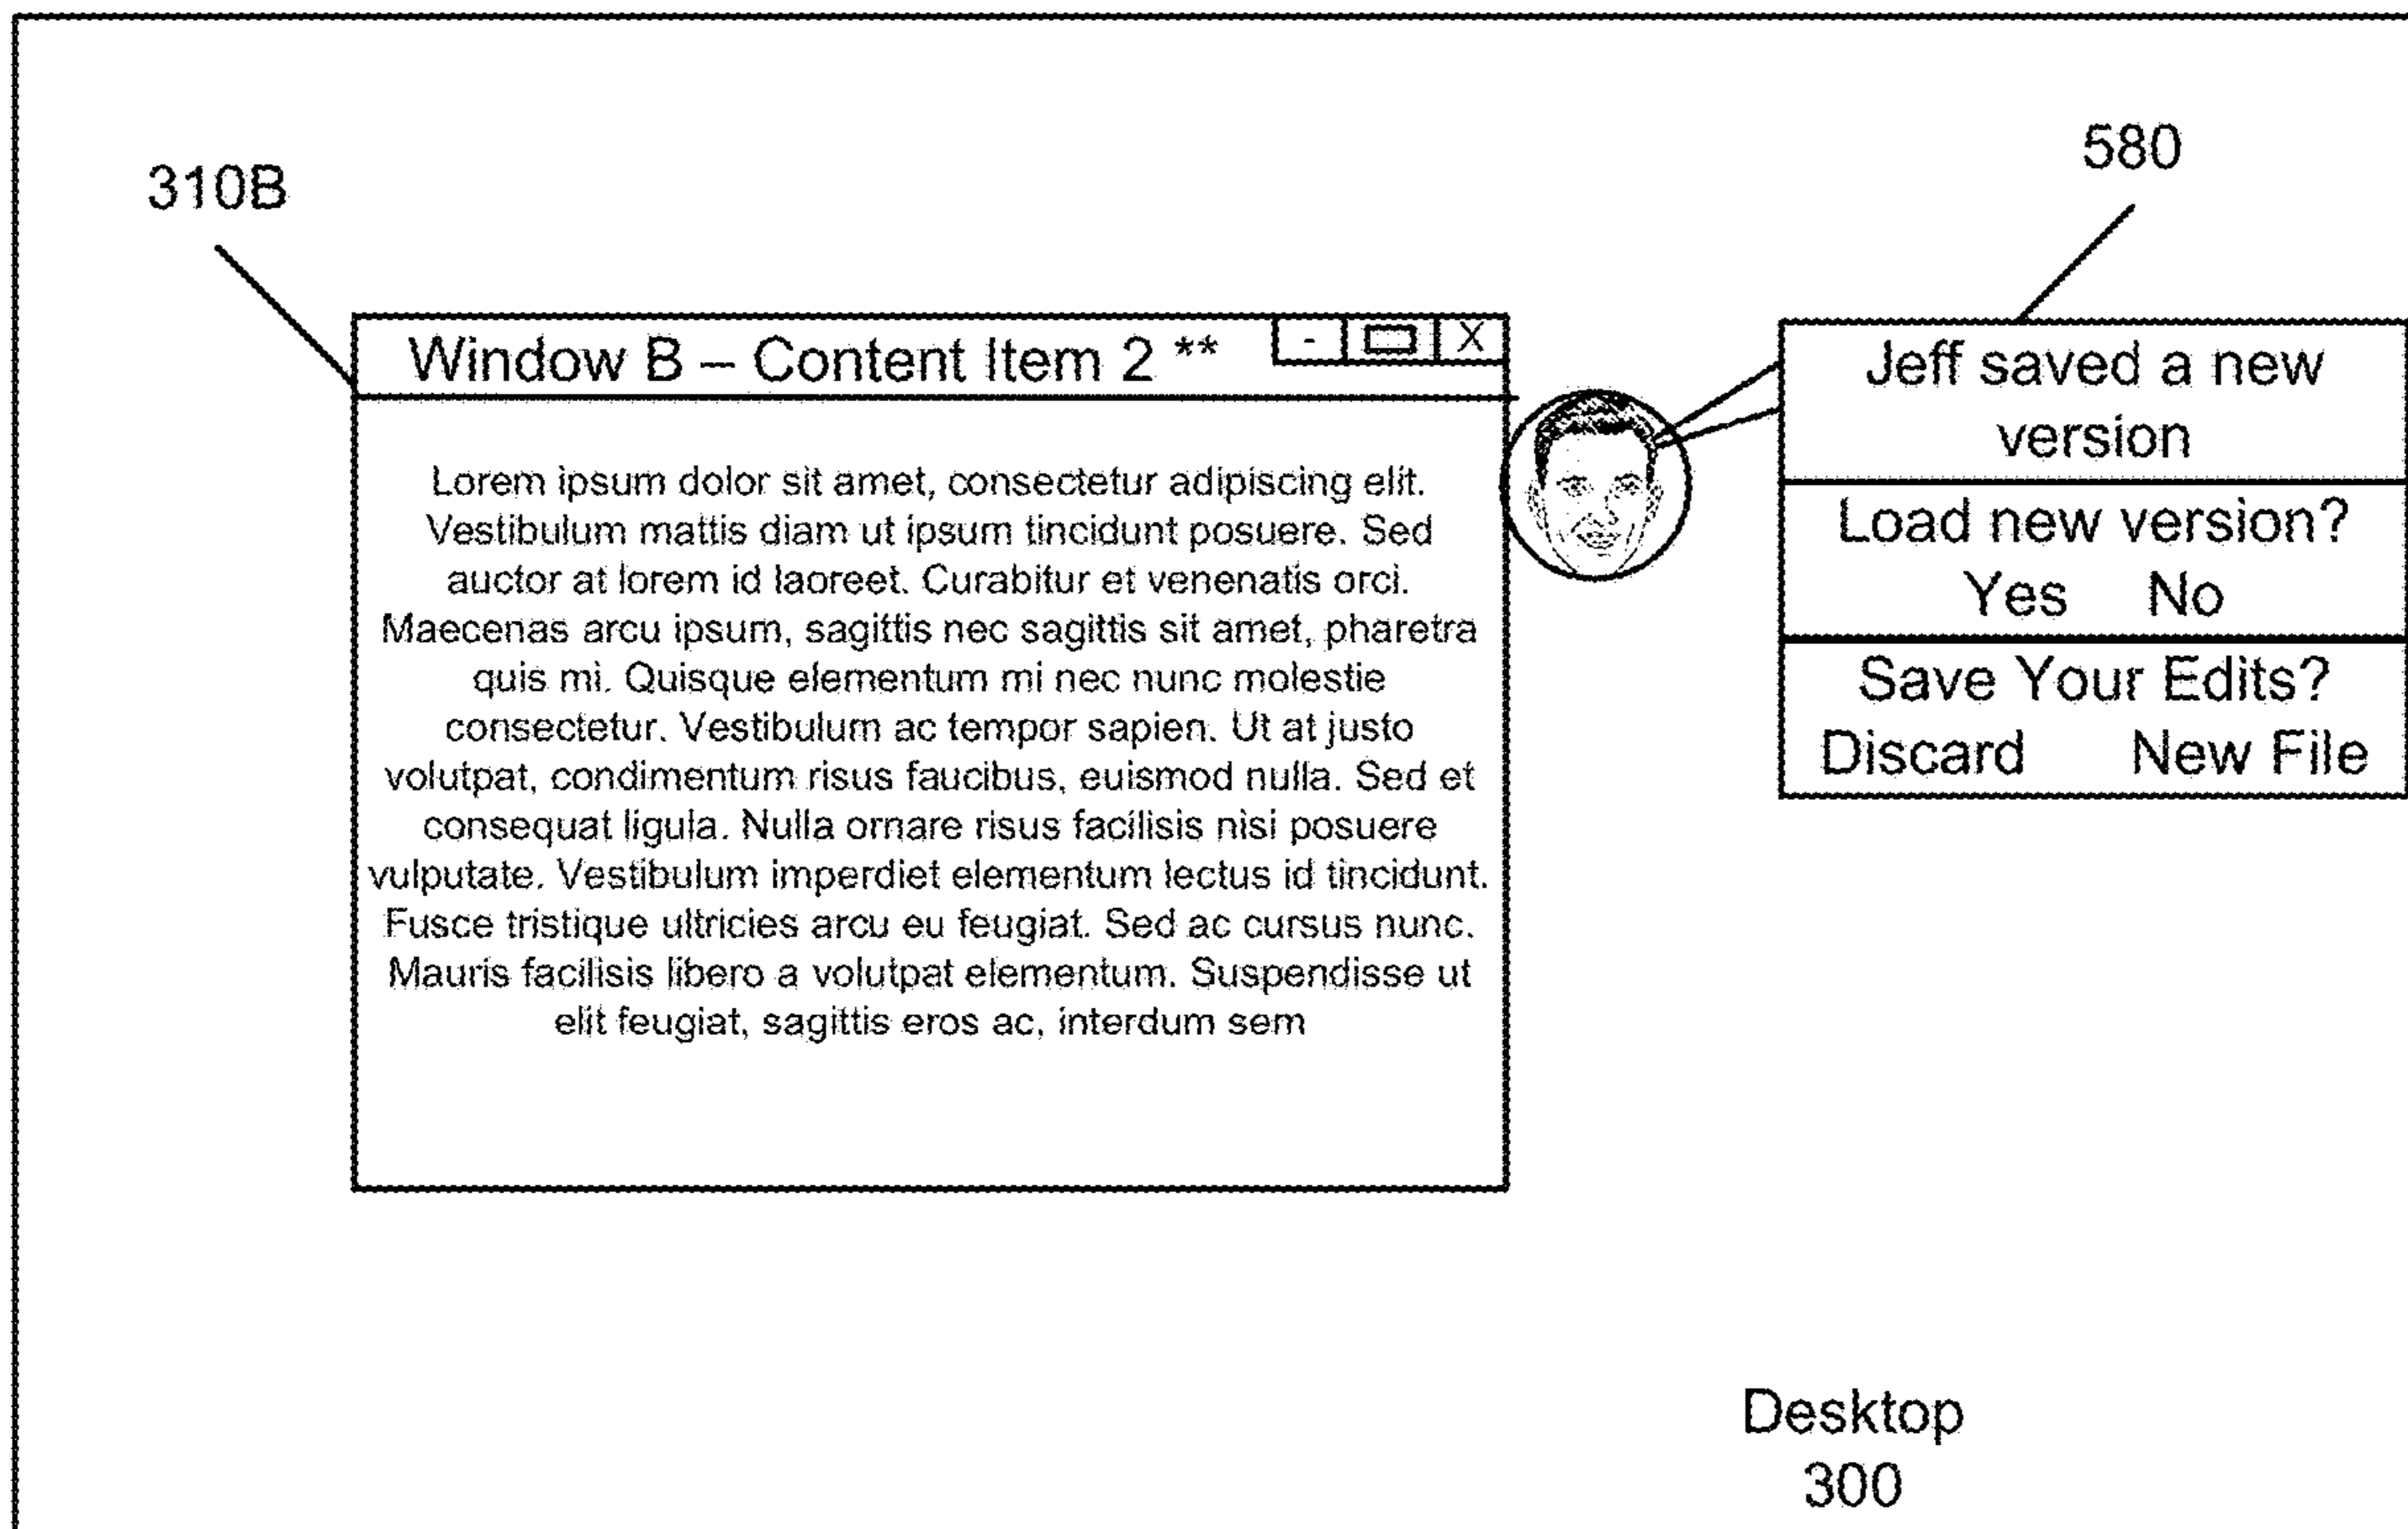 310B
580
Window B – Content Item 2 **
- X
Lorem ipsum dolor sit amet, consectetur adipiscing elit.
Vestibulum mattis diam ut ipsum tincidunt posuere. Sed
auctor at lorem id laoreet. Curabitur et venenatis orci.
Maecenas arcu ipsum, sagittis nec sagittis sit amet, pharetra
quis mi. Quisque elementum mi nec nunc molestie
consectetur. Vestibulum ac tempor sapien. Ut at justo
volutpat, condimentum risus faucibus, euismod nulla. Sed et
consequat ligula. Nulla ornare risus facilisis nisi posuere
vulputate. Vestibulum imperdiet elementum lectus id tincidunt.
Fusce tristique ultricies arcu eu feugiat. Sed ac cursus nunc.
Mauris facilisis libero a volutpat elementum. Suspendisse ut
elit feugiat, sagittis eros ac, interdum sem
Jeff saved a new
version
Load new version?
Yes No
Save Your Edits?
Discard New File
Desktop
300